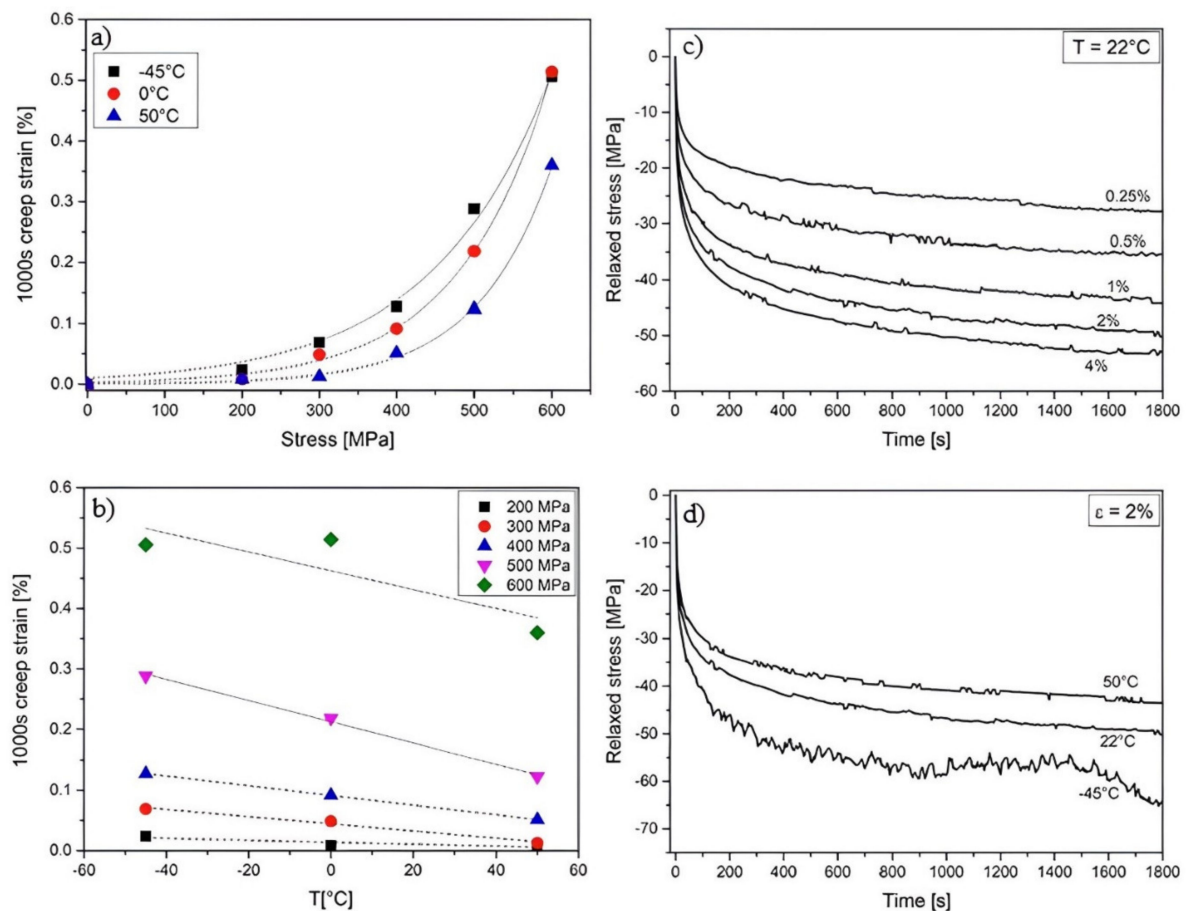 a)
-45°C
0°C
50°C
1000s creep strain [%]
0.6
0.5
0.4
0.3
0.2
0.1
0.0
0 100 200 300 400 500 600
Stress [MPa]
c)
T = 22°C
Relaxed stress [MPa]
0
-10
-20
-30
-40
-50
-60
0.25%
0.5%
1%
2%
4%
0 200 400 600 800 1000 1200 1400 1600 1800
Time [s]
b)
200 MPa
300 MPa
400 MPa
500 MPa
600 MPa
1000s creep strain [%]
0.6
0.5
0.4
0.3
0.2
0.1
0.0
-60 -40 -20 0 20 40 60
T[°C]
d)
ε = 2%
Relaxed stress [MPa]
0
-10
-20
-30
-40
-50
-60
-70
50°C
22°C
-45°C
0 200 400 600 800 1000 1200 1400 1600 1800
Time [s]